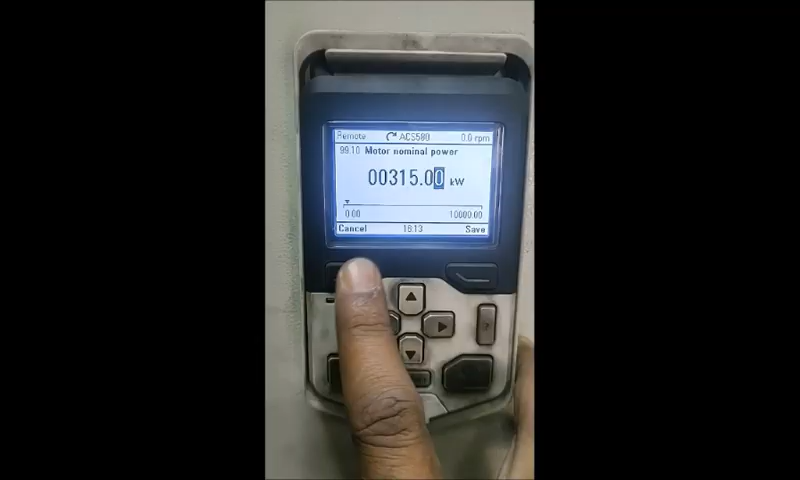 Remote ACS580 0.0 rpm
99.10 Motor nominal power
00315.00 kW
0.00 10000.00
Cancel 16:13 Save
?